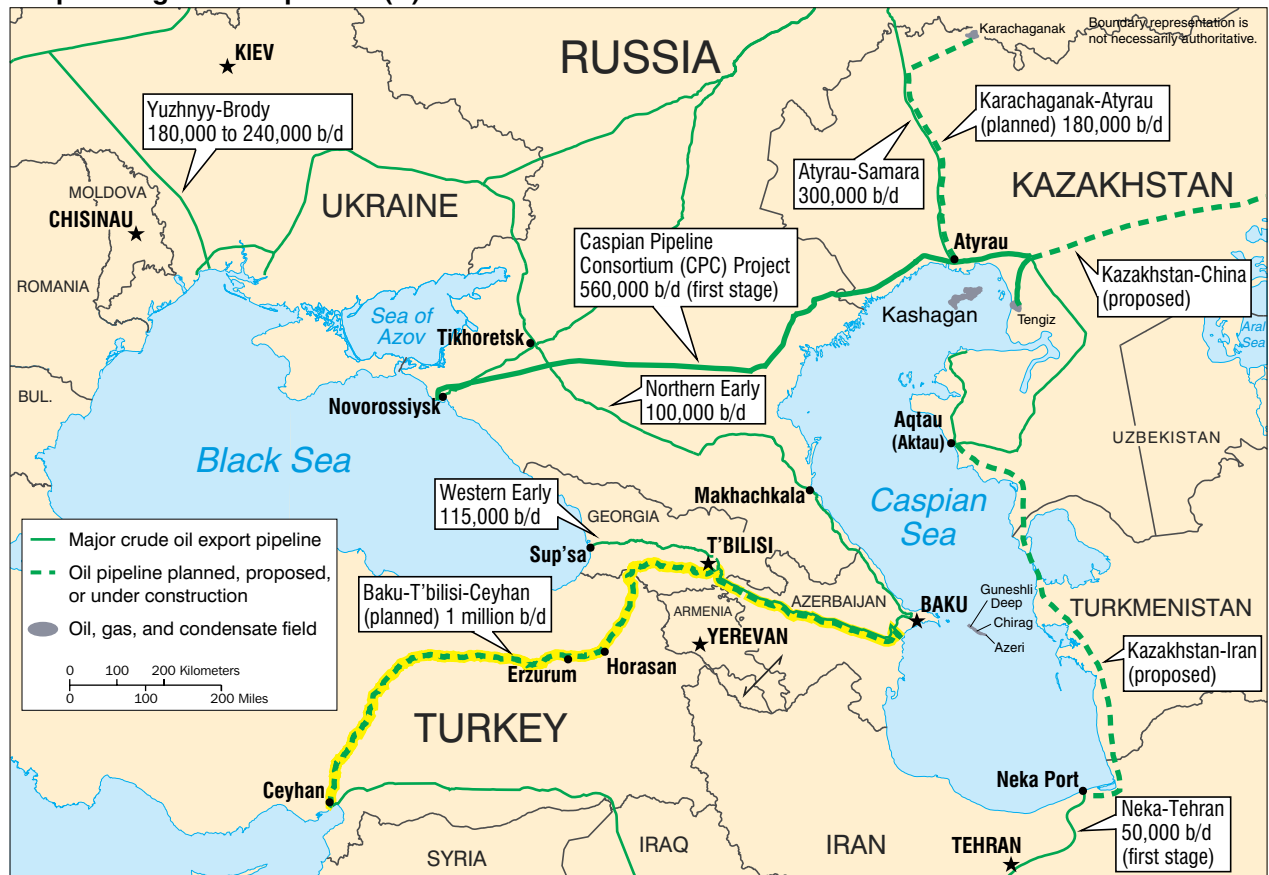 Boundary representation is
not necessarily authoritative.
Karachaganak
KIEV
RUSSIA
Yuzhnyy-Brody
180,000 to 240,000 b/d
Karachaganak-Atyrau
(planned) 180,000 b/d
Atyrau-Samara
300,000 b/d
KAZAKHSTAN
MOLDOVA
CHISINAU
UKRAINE
Caspian Pipeline
Consortium (CPC) Project
560,000 b/d (first stage)
Atyrau
Kazakhstan-China
(proposed)
ROMANIA
Kashagan
Tengiz
Sea of
Azov
Tikhoretsk
Aral
Sea
Northern Early
100,000 b/d
BUL.
Novorossiysk
Aqtau
(Aktau)
UZBEKISTAN
Black Sea
Western Early
115,000 b/d
Makhachkala
Caspian
Sea
GEORGIA
Sup'sa
T'BILISI
Major crude oil export pipeline
Oil pipeline planned, proposed,
or under construction
Oil, gas, and condensate field
0 100 200 Kilometers
0 100 200 Miles
Baku-T'bilisi-Ceyhan
(planned) 1 million b/d
ARMENIA
AZERBAIJAN
BAKU
Guneshli
Deep
Chirag
Azeri
TURKMENISTAN
YEREVAN
Erzurum
Horasan
Kazakhstan-Iran
(proposed)
TURKEY
Ceyhan
Neka Port
Neka-Tehran
50,000 b/d
(first stage)
SYRIA
IRAQ
IRAN
TEHRAN